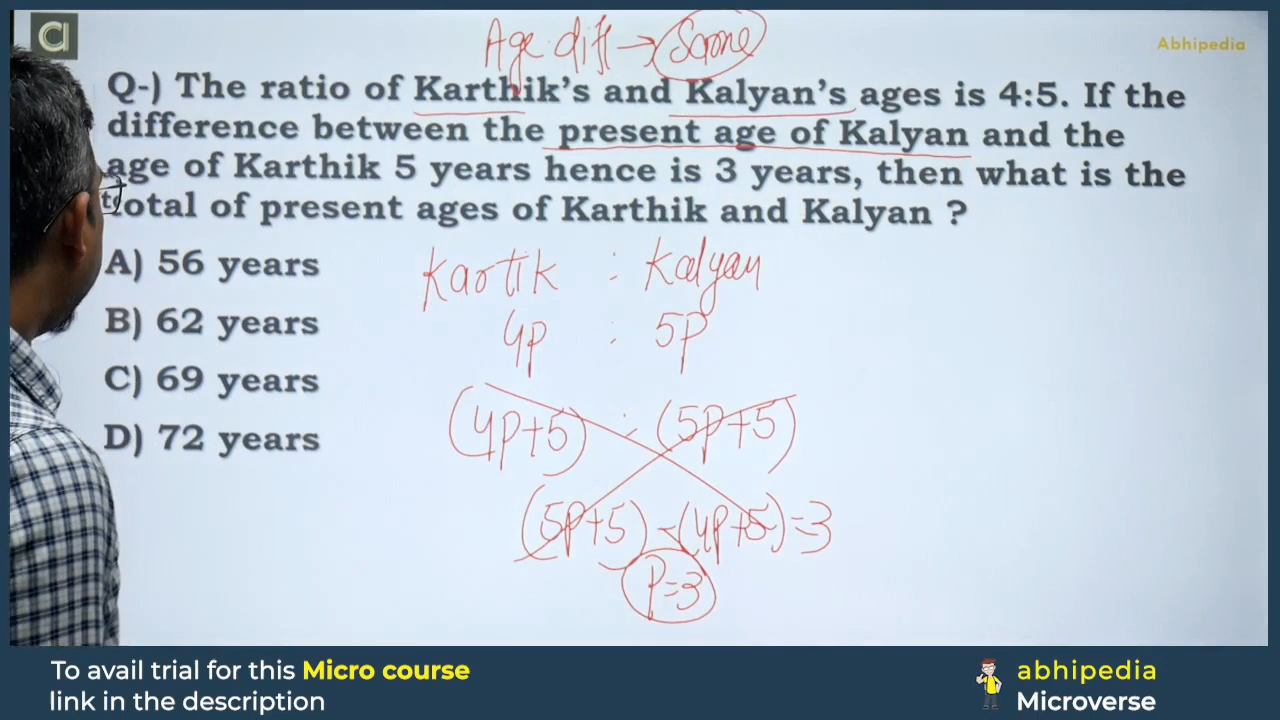 Age diff → Same
Abhipedia
Q-) The ratio of Karthik's and Kalyan's ages is 4:5. If the
difference between the present age of Kalyan and the
age of Karthik 5 years hence is 3 years, then what is the
total of present ages of Karthik and Kalyan ?
A) 56 years
B) 62 years
C) 69 years
D) 72 years
Kartik : Kalyan
4P : 5P
(4P+5) : (5P+5)
(5P+5) - (4P+5) = 3
P=3
To avail trial for this Micro course
link in the description
abhipedia
Microverse